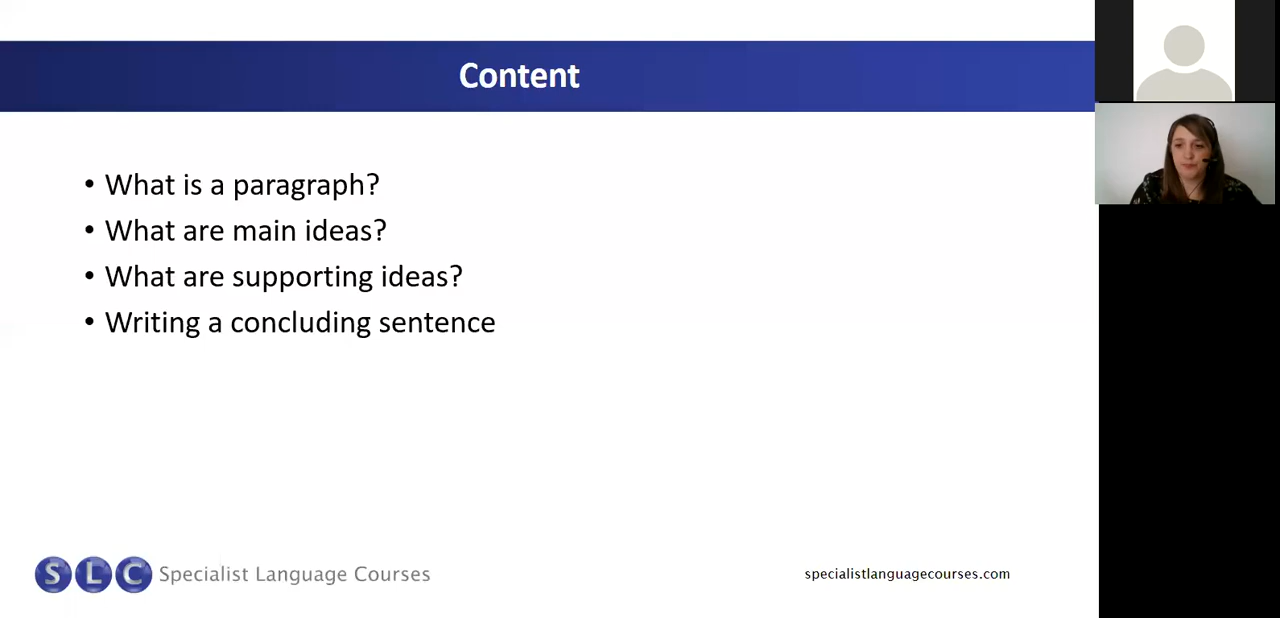 Content
• What is a paragraph?
• What are main ideas?
• What are supporting ideas?
• Writing a concluding sentence
SLC Specialist Language Courses
specialistlanguagecourses.com